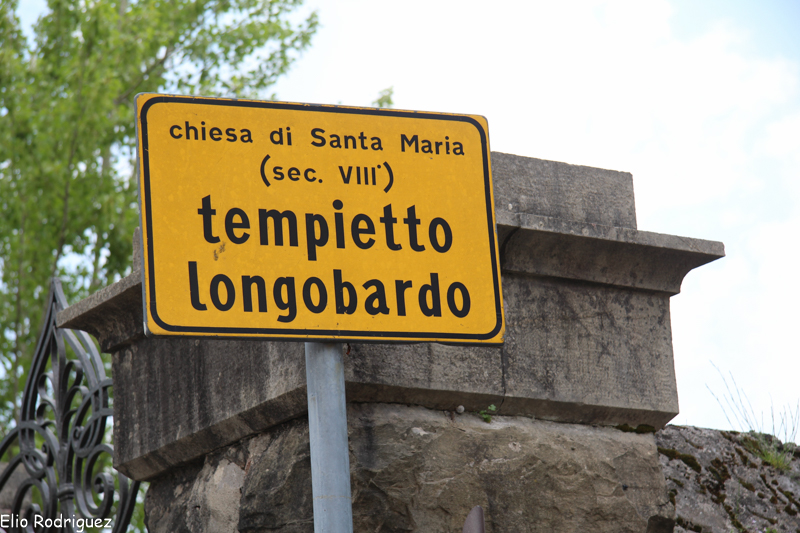 chiesa di Santa Maria
(sec. VIII°)
tempietto
longobardo
Elio Rodriguez